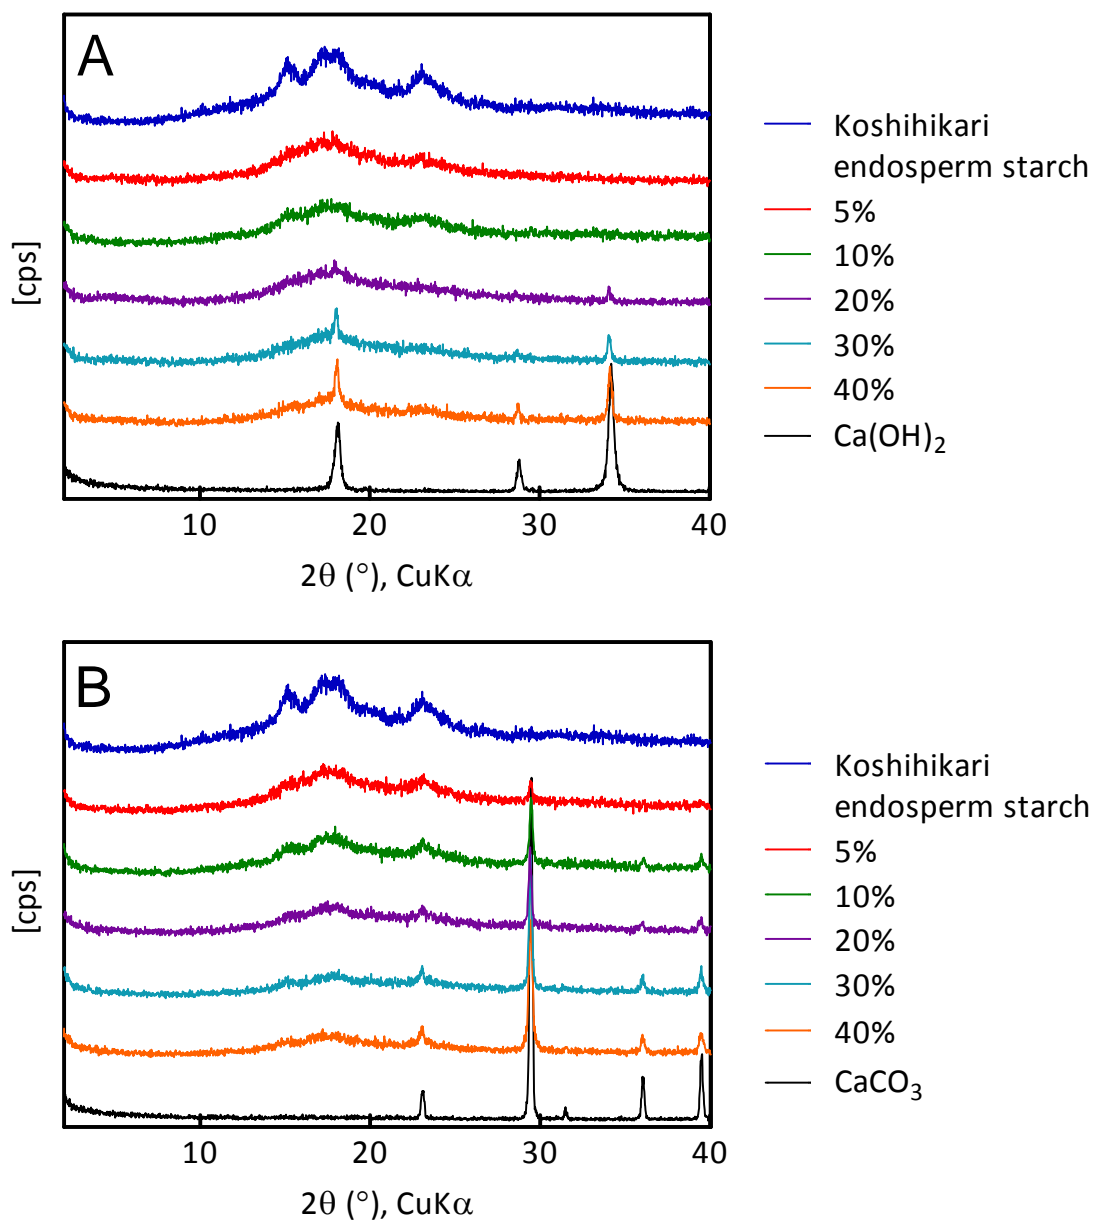 A
[cps]
10 20 30 40
2θ (°), CuKα
Koshihikari
endosperm starch
5%
10%
20%
30%
40%
Ca(OH)₂
B
[cps]
10 20 30 40
2θ (°), CuKα
Koshihikari
endosperm starch
5%
10%
20%
30%
40%
CaCO₃